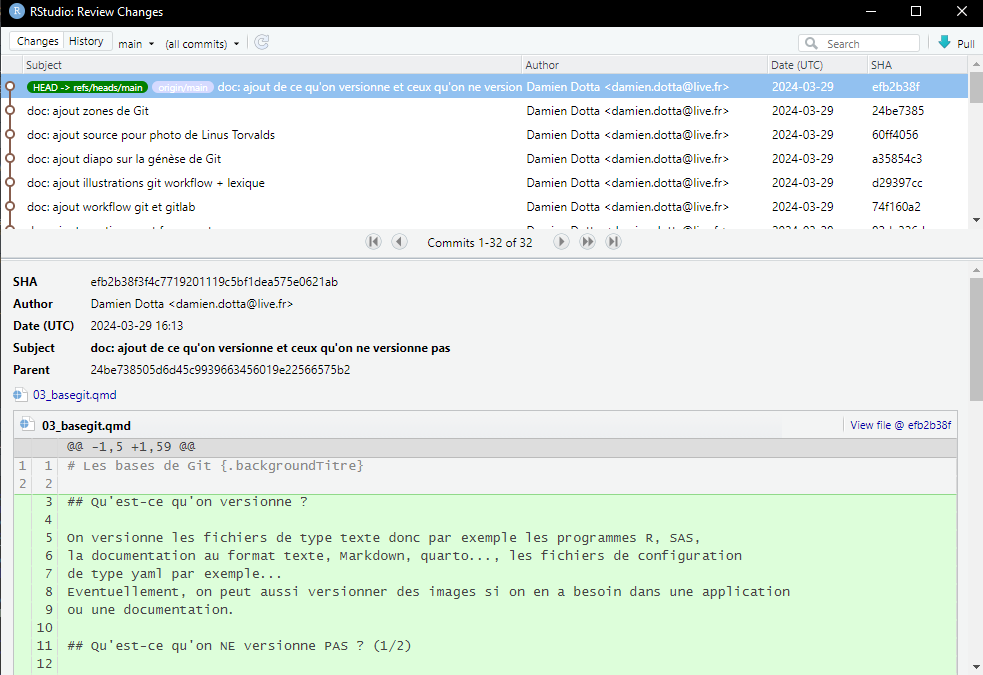 RStudio: Review Changes
Changes History main (all commits) Search Pull
Subject Author Date (UTC) SHA
HEAD -> refs/heads/main origin/main doc: ajout de ce qu'on versionne et ceux qu'on ne version Damien Dotta <damien.dotta@live.fr> 2024-03-29 efb2b38f
doc: ajout zones de Git Damien Dotta <damien.dotta@live.fr> 2024-03-29 24be7385
doc: ajout source pour photo de Linus Torvalds Damien Dotta <damien.dotta@live.fr> 2024-03-29 60ff4056
doc: ajout diapo sur la génèse de Git Damien Dotta <damien.dotta@live.fr> 2024-03-29 a35854c3
doc: ajout illustrations git workflow + lexique Damien Dotta <damien.dotta@live.fr> 2024-03-29 d29397cc
doc: ajout workflow git et gitlab Damien Dotta <damien.dotta@live.fr> 2024-03-29 74f160a2
Commits 1-32 of 32
SHA efb2b38f3f4c7719201119c5bf1dea575e0621ab
Author Damien Dotta <damien.dotta@live.fr>
Date (UTC) 2024-03-29 16:13
Subject doc: ajout de ce qu'on versionne et ceux qu'on ne versionne pas
Parent 24be738505d6d45c9939663456019e22566575b2
03_basegit.qmd
03_basegit.qmd View file @ efb2b38f
@@ -1,5 +1,59 @@
1 1 # Les bases de Git {.backgroundTitre}
2 2
3 ## Qu'est-ce qu'on versionne ?
4
5 On versionne les fichiers de type texte donc par exemple les programmes R, SAS,
6 la documentation au format texte, Markdown, quarto..., les fichiers de configuration
7 de type yaml par exemple...
8 Eventuellement, on peut aussi versionner des images si on en a besoin dans une application
9 ou une documentation.
10
11 ## Qu'est-ce qu'on NE versionne PAS ? (1/2)
12